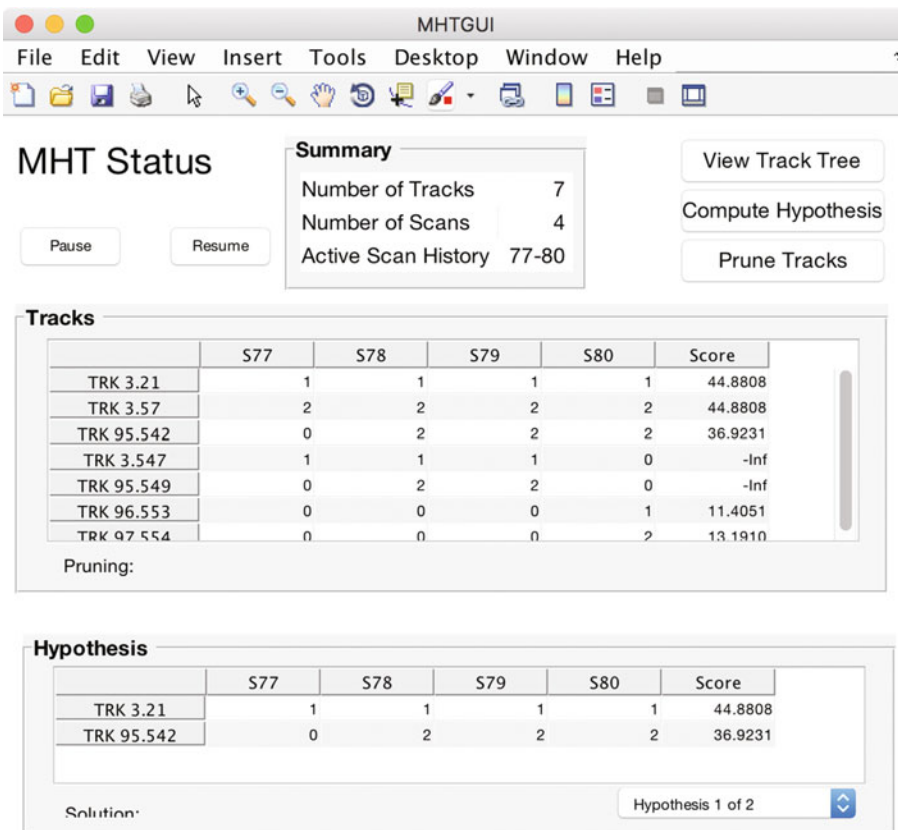 MHTGUI
File Edit View Insert Tools Desktop Window Help
MHT Status
Pause Resume
Summary
Number of Tracks 7
Number of Scans 4
Active Scan History 77-80
View Track Tree
Compute Hypothesis
Prune Tracks
Tracks
S77 S78 S79 S80 Score
TRK 3.21 1 1 1 1 44.8808
TRK 3.57 2 2 2 2 44.8808
TRK 95.542 0 2 2 2 36.9231
TRK 3.547 1 1 1 0 -Inf
TRK 95.549 0 2 2 0 -Inf
TRK 96.553 0 0 0 1 11.4051
TRK 97.554 0 0 0 2 13.1910
Pruning:
Hypothesis
S77 S78 S79 S80 Score
TRK 3.21 1 1 1 1 44.8808
TRK 95.542 0 2 2 2 36.9231
Solution:
Hypothesis 1 of 2